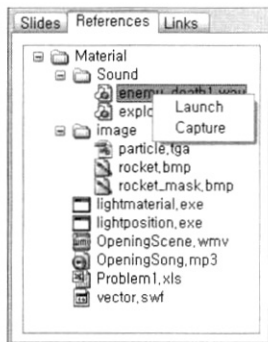 Slides References Links
Material
Sound
enemy_death1.wav
Launch
Capture
image
particle.tga
rocket.bmp
rocket_mask.bmp
lightmaterial.exe
lightposition.exe
OpeningScene.wmv
OpeningSong.mp3
Problem1.xls
vector.swf